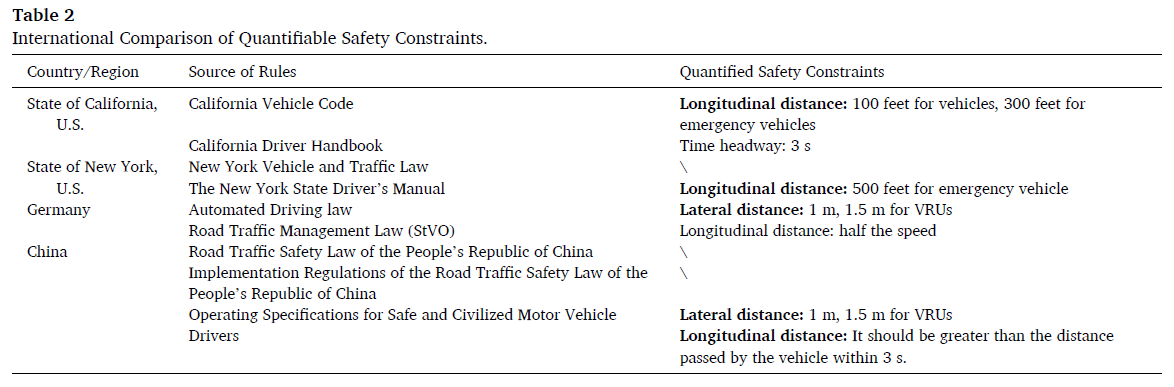 Table 2
International Comparison of Quantifiable Safety Constraints.
Country/Region Source of Rules Quantified Safety Constraints
State of California, California Vehicle Code Longitudinal distance: 100 feet for vehicles, 300 feet for
U.S. emergency vehicles
California Driver Handbook Time headway: 3 s
State of New York, New York Vehicle and Traffic Law \
U.S. The New York State Driver's Manual Longitudinal distance: 500 feet for emergency vehicle
Germany Automated Driving law Lateral distance: 1 m, 1.5 m for VRUs
Road Traffic Management Law (StVO) Longitudinal distance: half the speed
China Road Traffic Safety Law of the People's Republic of China \
Implementation Regulations of the Road Traffic Safety Law of the \
People's Republic of China
Operating Specifications for Safe and Civilized Motor Vehicle Lateral distance: 1 m, 1.5 m for VRUs
Drivers Longitudinal distance: It should be greater than the distance
passed by the vehicle within 3 s.